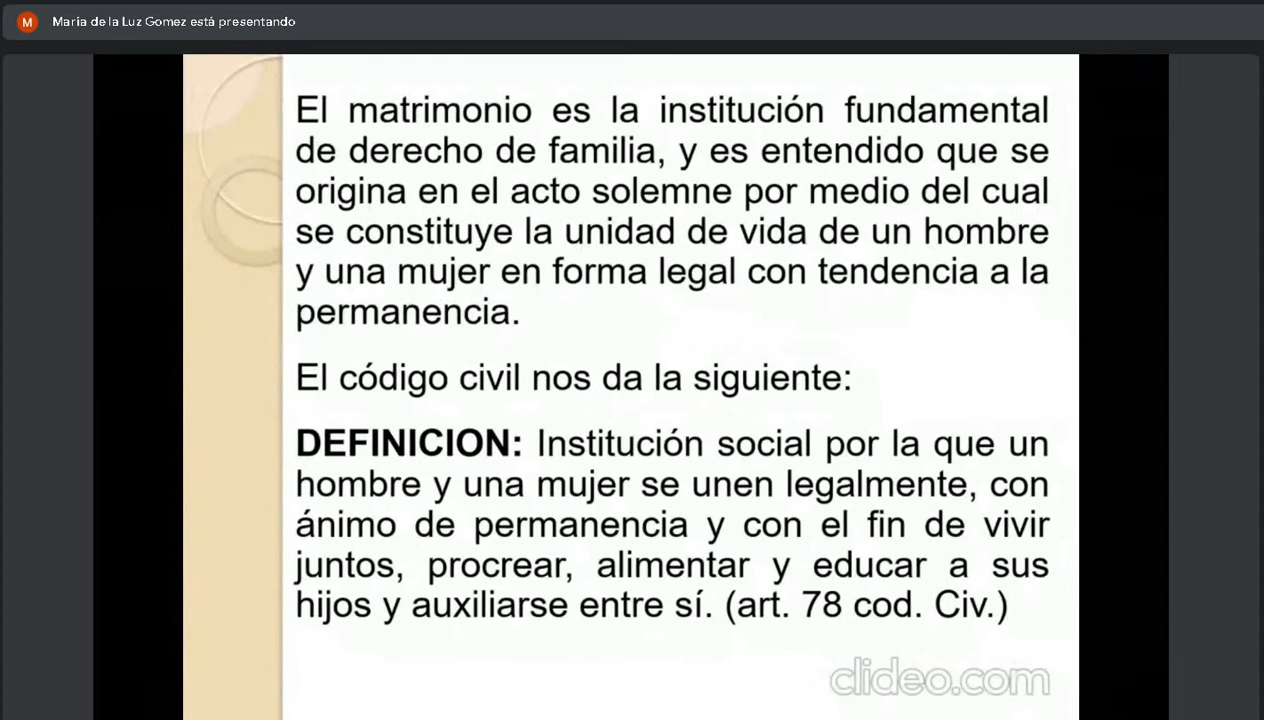 M María de la Luz Gomez está presentando
El matrimonio es la institución fundamental
de derecho de familia, y es entendido que se
origina en el acto solemne por medio del cual
se constituye la unidad de vida de un hombre
y una mujer en forma legal con tendencia a la
permanencia.
El código civil nos da la siguiente:
DEFINICION: Institución social por la que un
hombre y una mujer se unen legalmente, con
ánimo de permanencia y con el fin de vivir
juntos, procrear, alimentar y educar a sus
hijos y auxiliarse entre sí. (art. 78 cod. Civ.)
clideo.com